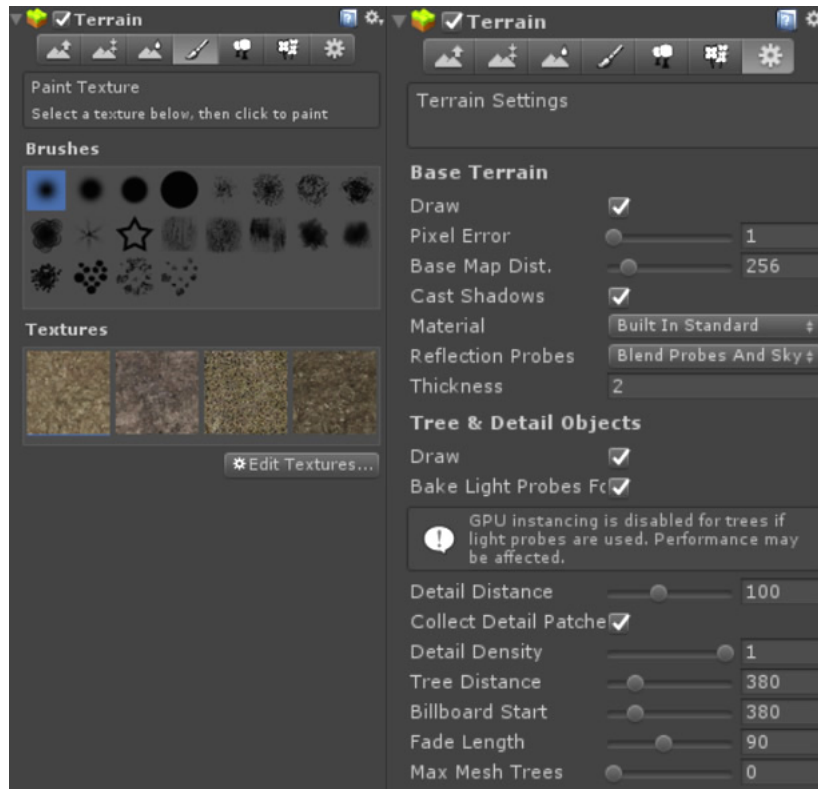 Terrain
Paint Texture
Select a texture below, then click to paint
Brushes
Textures
Edit Textures...
Terrain
Terrain Settings
Base Terrain
Draw
Pixel Error 1
Base Map Dist. 256
Cast Shadows
Material Built In Standard
Reflection Probes Blend Probes And Sky
Thickness 2
Tree & Detail Objects
Draw
Bake Light Probes Fo
GPU instancing is disabled for trees if
light probes are used. Performance may
be affected.
Detail Distance 100
Collect Detail Patche
Detail Density 1
Tree Distance 380
Billboard Start 380
Fade Length 90
Max Mesh Trees 0